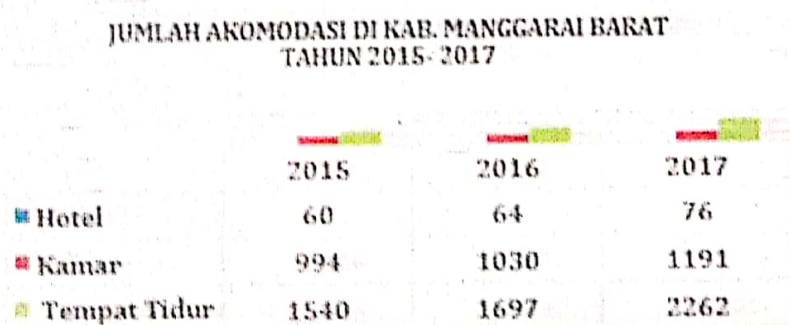 JUMLAH AKOMODASI DI KAB. MANGGARAI BARAT
TAHUN 2015- 2017
2015 2016 2017
Hotel 60 64 76
Kamar 994 1030 1191
Tempat Tidur 1540 1697 2262